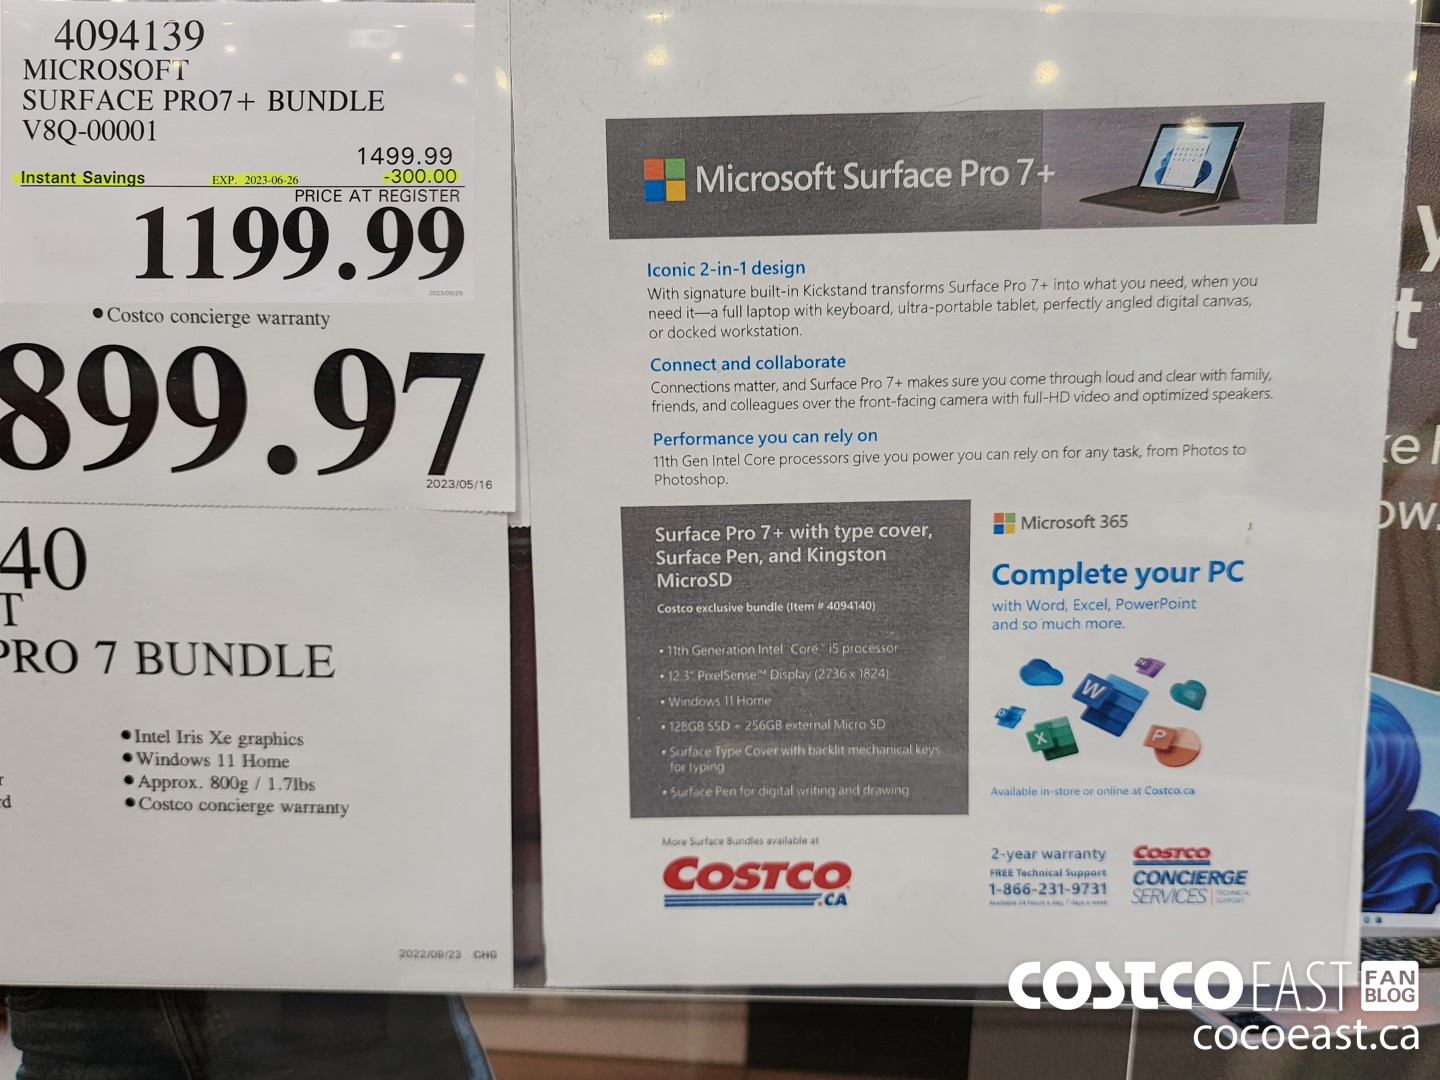 4094139
MICROSOFT
SURFACE PRO7+ BUNDLE
V8Q-00001
1499.99
Instant Savings EXP. 2023-06-26 -300.00
PRICE AT REGISTER
1199.99
2023/05/29
•Costco concierge warranty
899.97
2023/05/16
40
T
PRO 7 BUNDLE
•Intel Iris Xe graphics
•Windows 11 Home
•Approx. 800g / 1.7lbs
•Costco concierge warranty
r
d
2022/09/23 CHG
Microsoft Surface Pro 7+
Iconic 2-in-1 design
With signature built-in Kickstand transforms Surface Pro 7+ into what you need, when you
need it—a full laptop with keyboard, ultra-portable tablet, perfectly angled digital canvas,
or docked workstation.
Connect and collaborate
Connections matter, and Surface Pro 7+ makes sure you come through loud and clear with family,
friends, and colleagues over the front-facing camera with full-HD video and optimized speakers.
Performance you can rely on
11th Gen Intel Core processors give you power you can rely on for any task, from Photos to
Photoshop.
Surface Pro 7+ with type cover,
Surface Pen, and Kingston
MicroSD
Costco exclusive bundle (Item # 4094140)
• 11th Generation Intel® Core™ i5 processor
• 12.3" PixelSense™ Display (2736 x 1824)
• Windows 11 Home
• 128GB SSD + 256GB external Micro SD
• Surface Type Cover with backlit mechanical keys
for typing
• Surface Pen for digital writing and drawing
Microsoft 365
Complete your PC
with Word, Excel, PowerPoint
and so much more.
N
W
X
P
Available in-store or online at Costco.ca
More Surface Bundles available at
COSTCO
.CA
2-year warranty
FREE Technical Support
1-866-231-9731
Available 24 hours a day, 7 days a week
COSTCO
CONCIERGE
SERVICES TECHNICAL
SUPPORT
y
t
ke
ow.
COSTCO EAST FAN
BLOG
cocoeast.ca